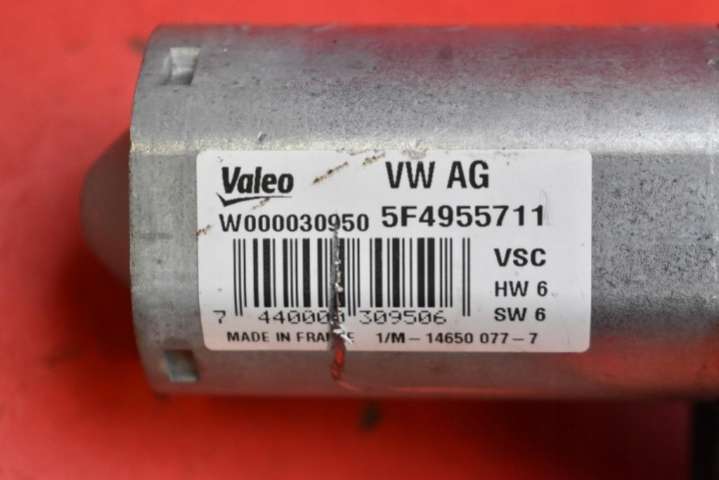 Valeo VW AG
W000030950 5F4955711
VSC
HW 6
7 440000 309506 SW 6
MADE IN FRANCE 1/M-14650 077-7